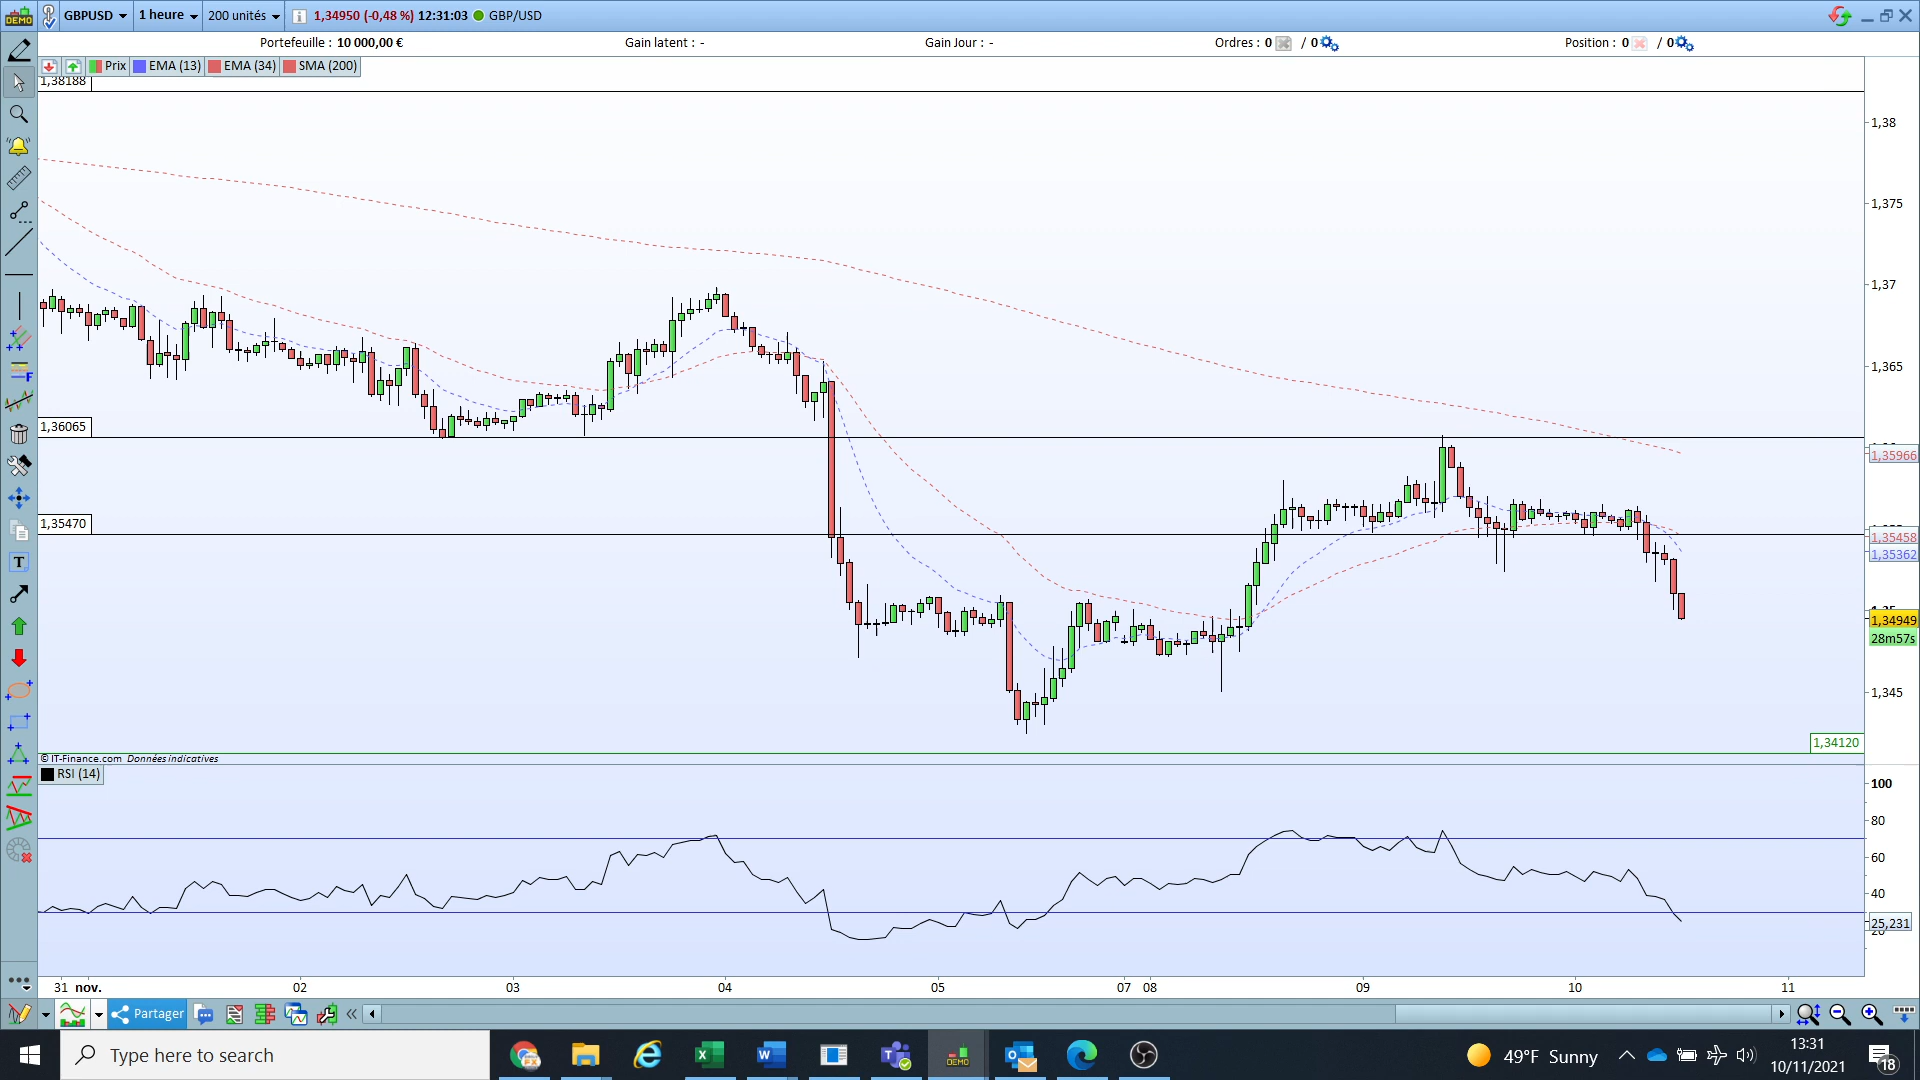 DEMO GBPUSD 1 heure 200 unités 1,34950 (-0,48 %) 12:31:03 GBP/USD
Portefeuille : 10 000,00 € Gain latent : - Gain Jour : - Ordres : 0 / 0 Position : 0 / 0
Prix EMA (13) EMA (34) SMA (200)
1,38188
1,38
1,375
1,37
1,365
1,36065
1,35966
1,35470
1,35458
1,35362
1,34949
28m57s
1,345
1,34120
© IT-Finance.com Données indicatives
RSI (14)
100
80
60
40
25,231
31 nov. 02 03 04 05 07 08 09 10 11
Partager
Type here to search
FX
DEMO
49°F Sunny
13:31
10/11/2021
18